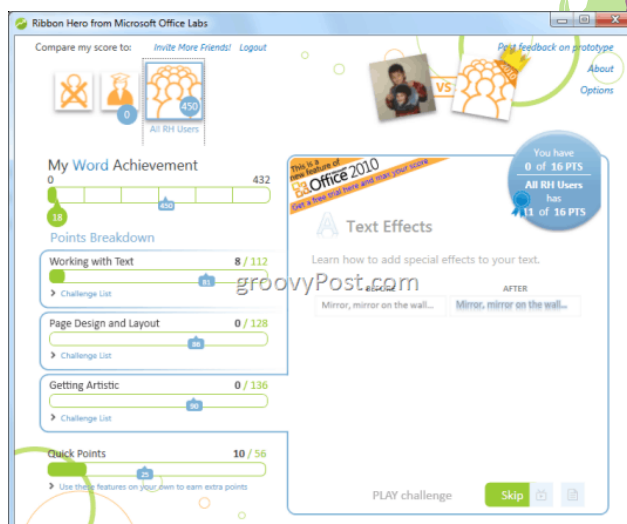 Ribbon Hero from Microsoft Office Labs
Compare my score to: Invite More Friends! Logout
Post feedback on prototype
About
Options
0
450
All RH Users
VS
2010
My Word Achievement
0 432
450
18
Points Breakdown
Working with Text 8 / 112
81
> Challenge List
Page Design and Layout 0 / 128
88
> Challenge List
Getting Artistic 0 / 136
90
> Challenge List
Quick Points 10 / 56
25
> Use these features on your own to earn extra points
This is a
new feature of
Office 2010
Get a free trial here and max your score
You have
0 of 16 PTS
All RH Users
has
11 of 16 PTS
A Text Effects
Learn how to add special effects to your text.
groovyPost.com
BEFORE AFTER
Mirror, mirror on the wall... Mirror, mirror on the wall...
PLAY challenge Skip